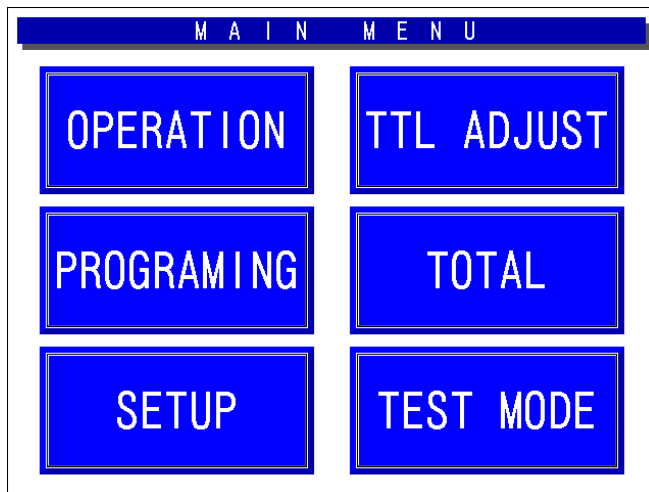 MAIN MENU
OPERATION
TTL ADJUST
PROGRAMING
TOTAL
SETUP
TEST MODE